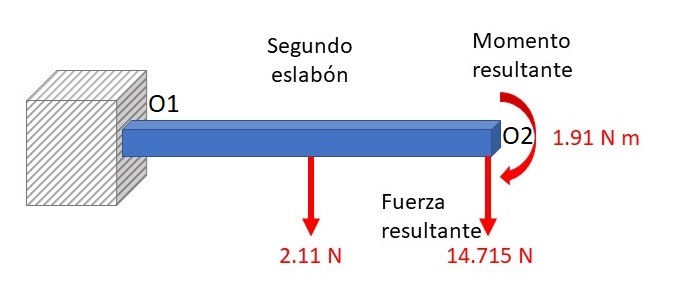 Segundo
eslabón
Momento
resultante
O1
O2
1.91 N m
Fuerza
resultante
2.11 N
14.715 N